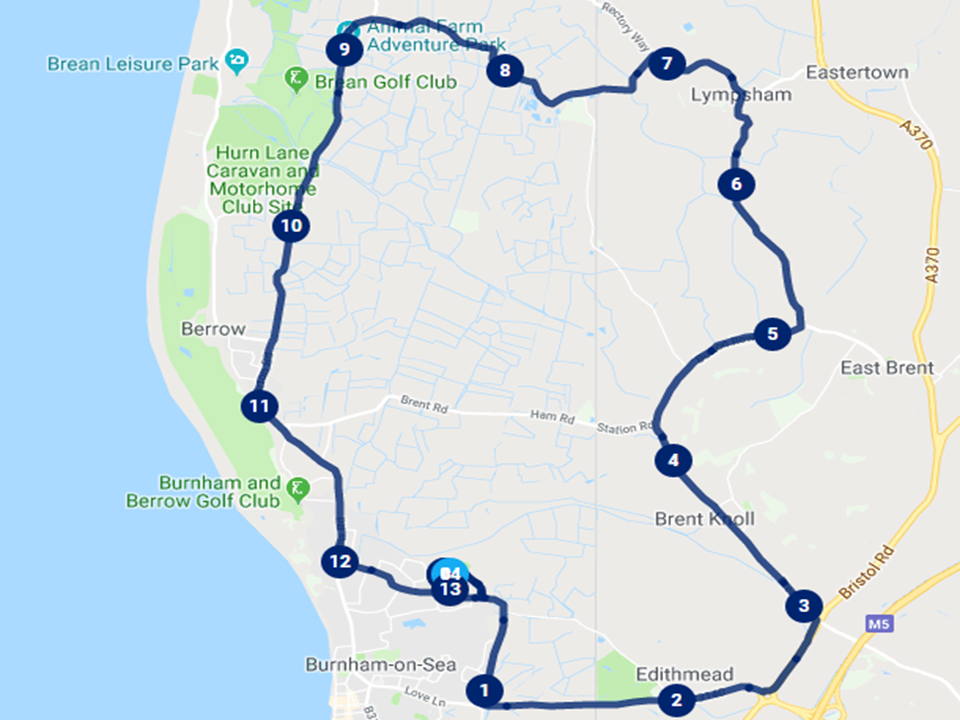 Rectory Way
Animal Farm
Adventure Park
9
Brean Leisure Park
8
7
Eastertown
Brean Golf Club
Lympsham
A370
Hurn Lane
Caravan and
Motorhome
Club Site
6
10
A370
Berrow
5
East Brent
11
Brent Rd
Ham Rd
Station Rd
4
Burnham and
Berrow Golf Club
Brent Knoll
12
13
Bristol Rd
3
M5
Burnham-on-Sea
Edithmead
1
2
Love Ln